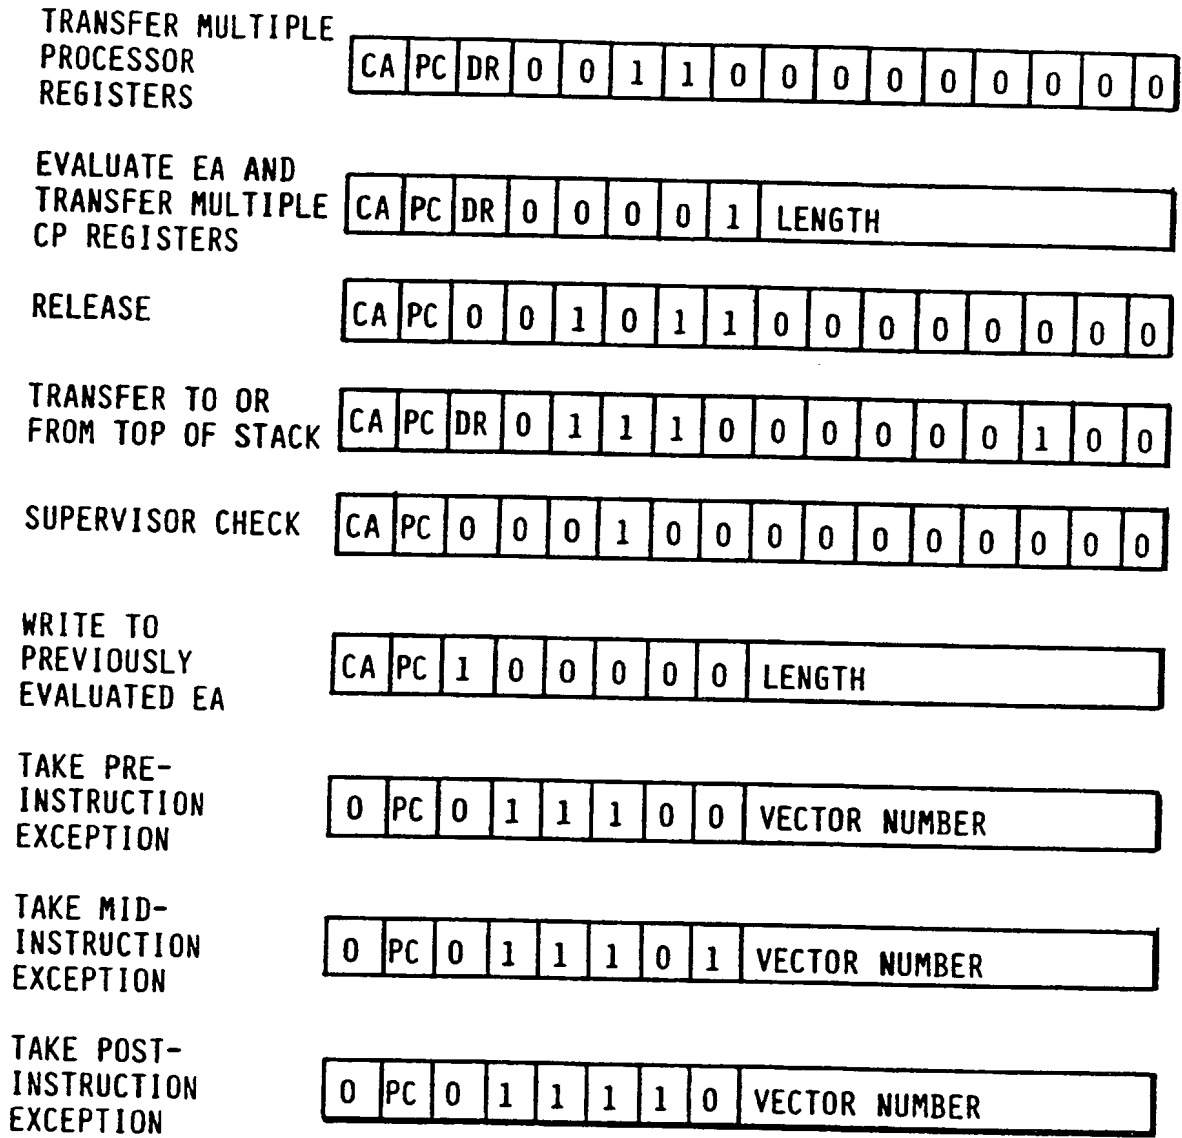 TRANSFER MULTIPLE
PROCESSOR
REGISTERS
CA PC DR 0 0 1 1 0 0 0 0 0 0 0 0 0
EVALUATE EA AND
TRANSFER MULTIPLE
CP REGISTERS
CA PC DR 0 0 0 0 1 LENGTH
RELEASE
CA PC 0 0 1 0 1 1 0 0 0 0 0 0 0 0
TRANSFER TO OR
FROM TOP OF STACK
CA PC DR 0 1 1 1 0 0 0 0 0 0 1 0 0
SUPERVISOR CHECK
CA PC 0 0 0 1 0 0 0 0 0 0 0 0 0 0
WRITE TO
PREVIOUSLY
EVALUATED EA
CA PC 1 0 0 0 0 0 LENGTH
TAKE PRE-
INSTRUCTION
EXCEPTION
0 PC 0 1 1 1 0 0 VECTOR NUMBER
TAKE MID-
INSTRUCTION
EXCEPTION
0 PC 0 1 1 1 0 1 VECTOR NUMBER
TAKE POST-
INSTRUCTION
EXCEPTION
0 PC 0 1 1 1 1 0 VECTOR NUMBER